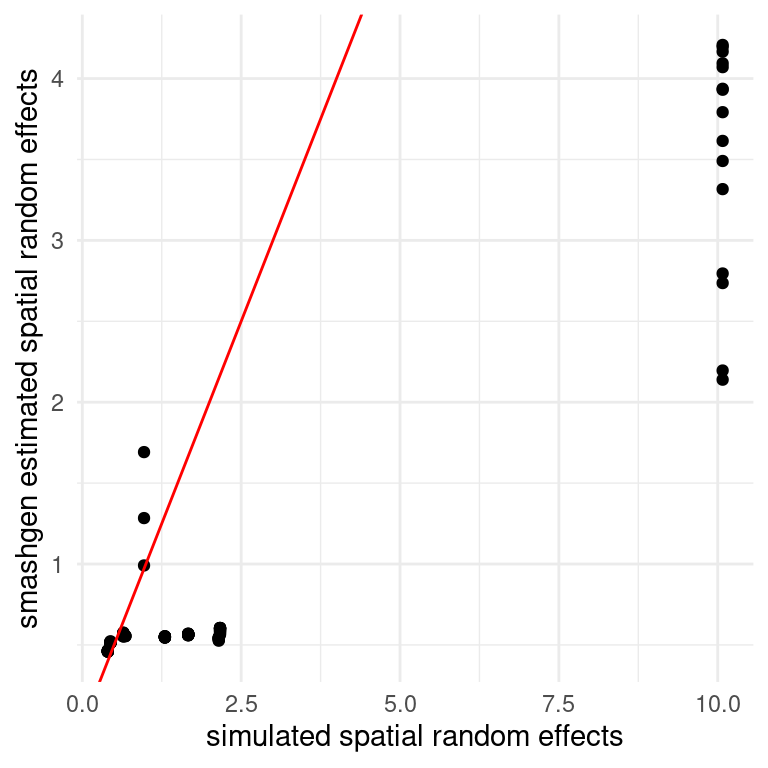 smashgen estimated spatial random effects
4
3
2
1
0.0 2.5 5.0 7.5 10.0
simulated spatial random effects